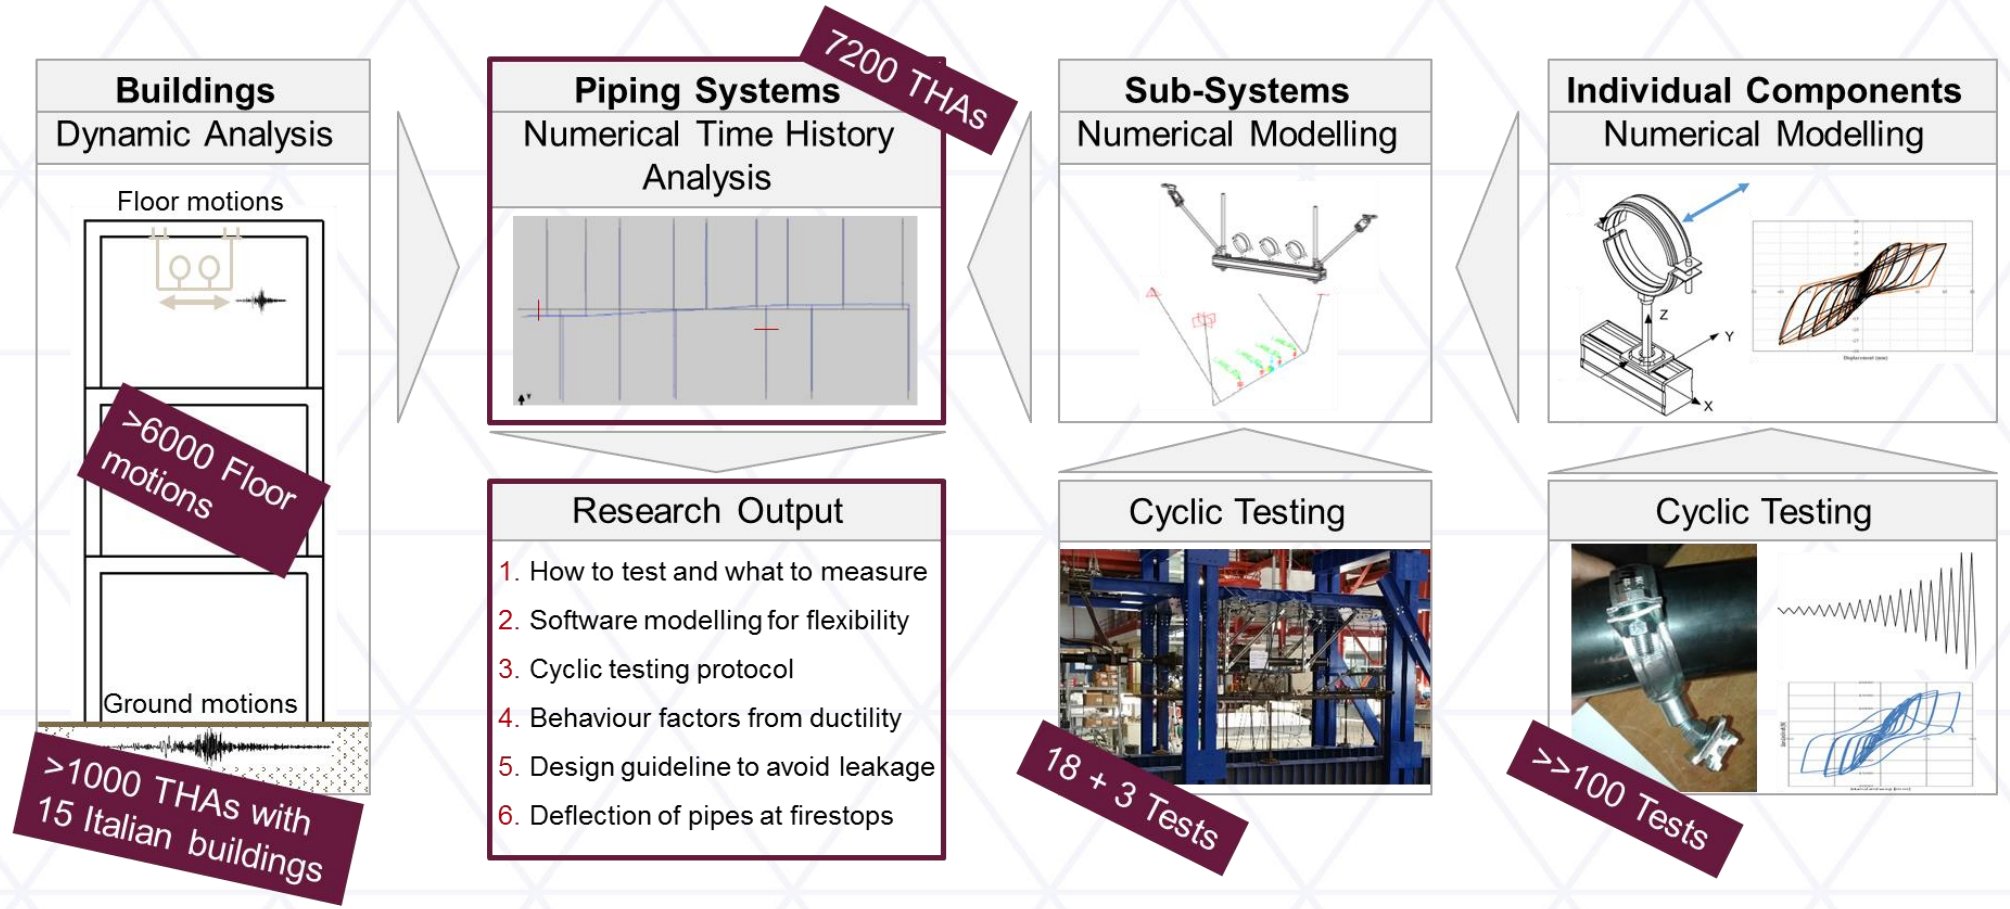 Buildings
Dynamic Analysis
Floor motions
>6000 Floor
motions
Ground motions
>1000 THAs with
15 Italian buildings
Piping Systems
7200 THAs
Numerical Time History
Analysis
Research Output
1. How to test and what to measure
2. Software modelling for flexibility
3. Cyclic testing protocol
4. Behaviour factors from ductility
5. Design guideline to avoid leakage
6. Deflection of pipes at firestops
Sub-Systems
Numerical Modelling
Cyclic Testing
18 + 3 Tests
Individual Components
Numerical Modelling
Z
Y
X
Displacement (mm)
Cyclic Testing
>>100 Tests